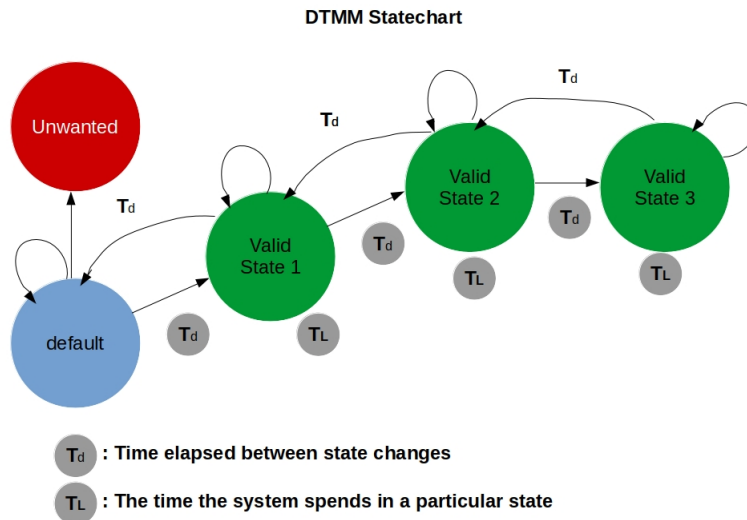 DTMM Statechart
Td
Unwanted
Td
Valid
State 2
Valid
State 3
Td
Td
Valid
State 1
Td
TL
TL
default
Td
TL
Td : Time elapsed between state changes
TL : The time the system spends in a particular state